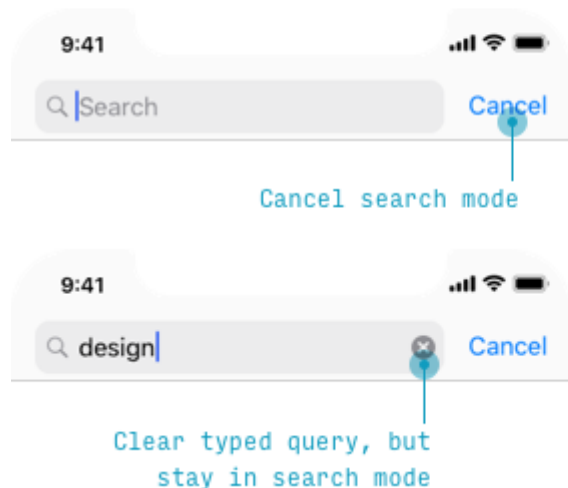 9:41
Search
Cancel
Cancel search mode
9:41
design
Cancel
Clear typed query, but
stay in search mode